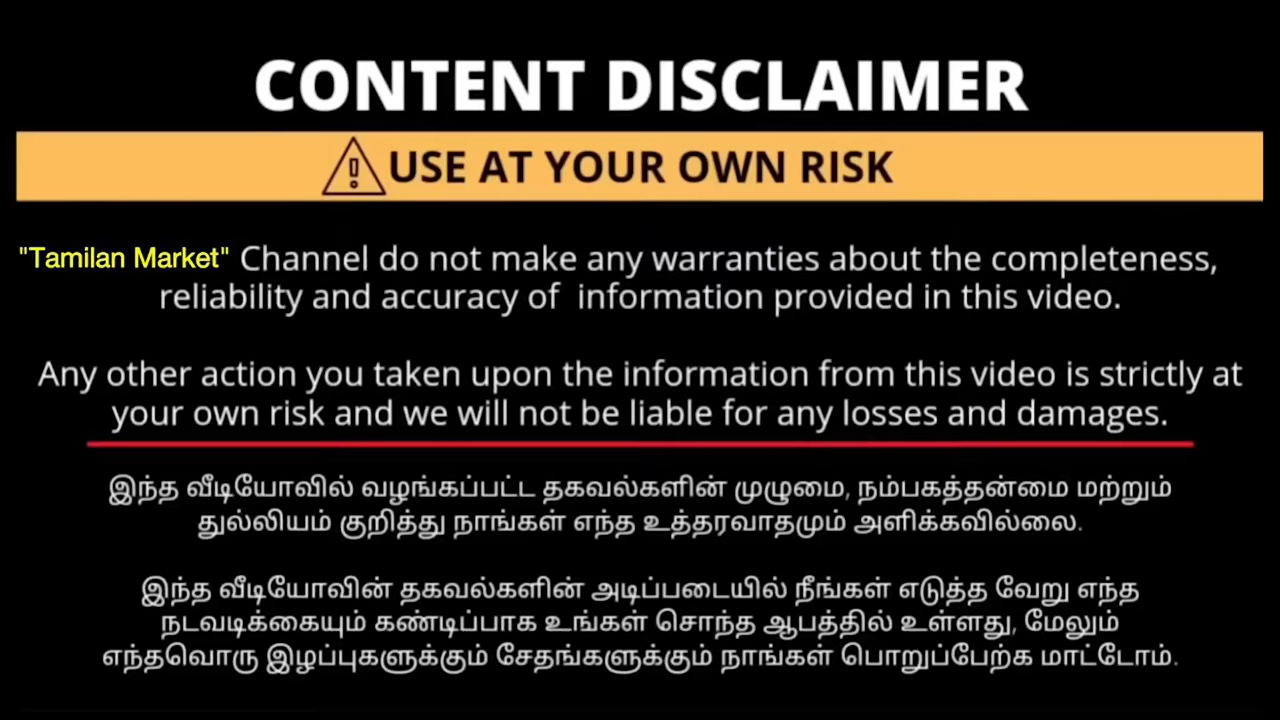 CONTENT DISCLAIMER
USE AT YOUR OWN RISK
"Tamilan Market" Channel do not make any warranties about the completeness,
reliability and accuracy of information provided in this video.
Any other action you taken upon the information from this video is strictly at
your own risk and we will not be liable for any losses and damages.
இந்த வீடியோவில் வழங்கப்பட்ட தகவல்களின் முழுமை, நம்பகத்தன்மை மற்றும்
துல்லியம் குறித்து நாங்கள் எந்த உத்தரவாதமும் அளிக்கவில்லை.
இந்த வீடியோவின் தகவல்களின் அடிப்படையில் நீங்கள் எடுத்த வேறு எந்த
நடவடிக்கையும் கண்டிப்பாக உங்கள் சொந்த ஆபத்தில் உள்ளது, மேலும்
எந்தவொரு இழப்புகளுக்கும் சேதங்களுக்கும் நாங்கள் பொறுப்பேற்க மாட்டோம்.